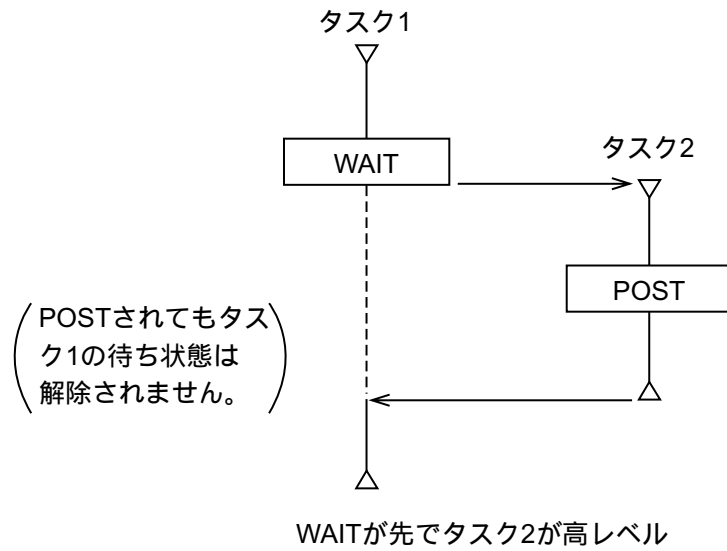 タスク1
WAIT
タスク2
POST
POSTされてもタス
ク1の待ち状態は
解除されません。
WAITが先でタスク2が高レベル